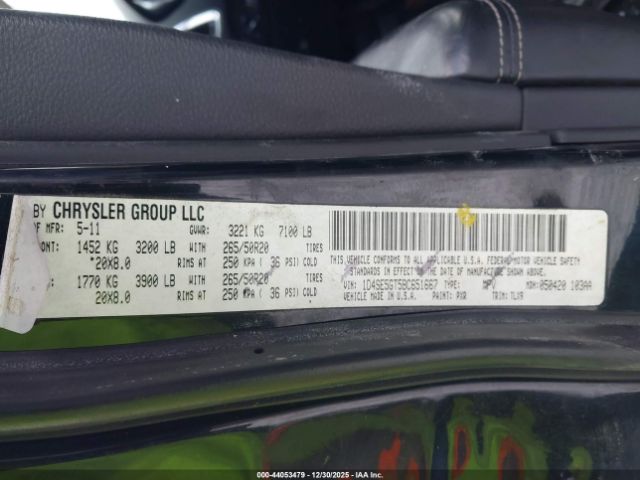 BY CHRYSLER GROUP LLC
OF MFR: 5-11 GVWR: 3221 KG 7100 LB
ONT: 1452 KG 3200 LB WITH 265/50R20 TIRES
*20X8.0 RIMS AT 250 KPA ( 36 PSI) COLD
1770 KG 3900 LB WITH 265/50R20 TIRES
20X8.0 RIMS AT 250 KPA ( 36 PSI) COLD
THIS VEHICLE CONFORMS TO ALL APPLICABLE U.S.A. FEDERAL MOTOR VEHICLE SAFETY
STANDARDS IN EFFECT ON THE DATE OF MANUFACTURE SHOWN ABOVE.
VIN: 1D4SE5GT5BC651667 TYPE: MPV MDH: 050420 103AA
MADE IN U.S.A. PAINT: PXR TRIM: TLX9
000-44053479 — 12/30/2025 — IAA Inc.